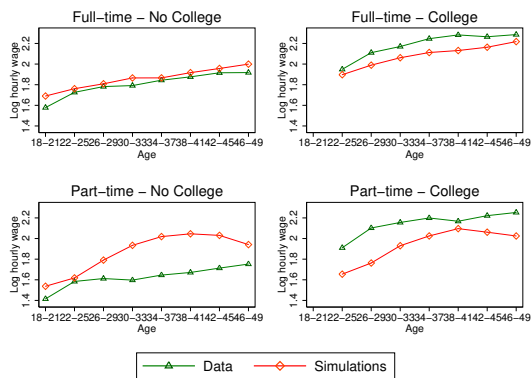 Full−time − No College
Full−time − College
Log hourly wage
1.4 1.6 1.8 2 2.2
18−2122−2526−2930−3334−3738−4142−4546−49
Age
Log hourly wage
1.4 1.6 1.8 2 2.2
18−2122−2526−2930−3334−3738−4142−4546−49
Age
Part−time − No College
Part−time − College
Log hourly wage
1.4 1.6 1.8 2 2.2
18−2122−2526−2930−3334−3738−4142−4546−49
Age
Log hourly wage
1.4 1.6 1.8 2 2.2
18−2122−2526−2930−3334−3738−4142−4546−49
Age
Data Simulations